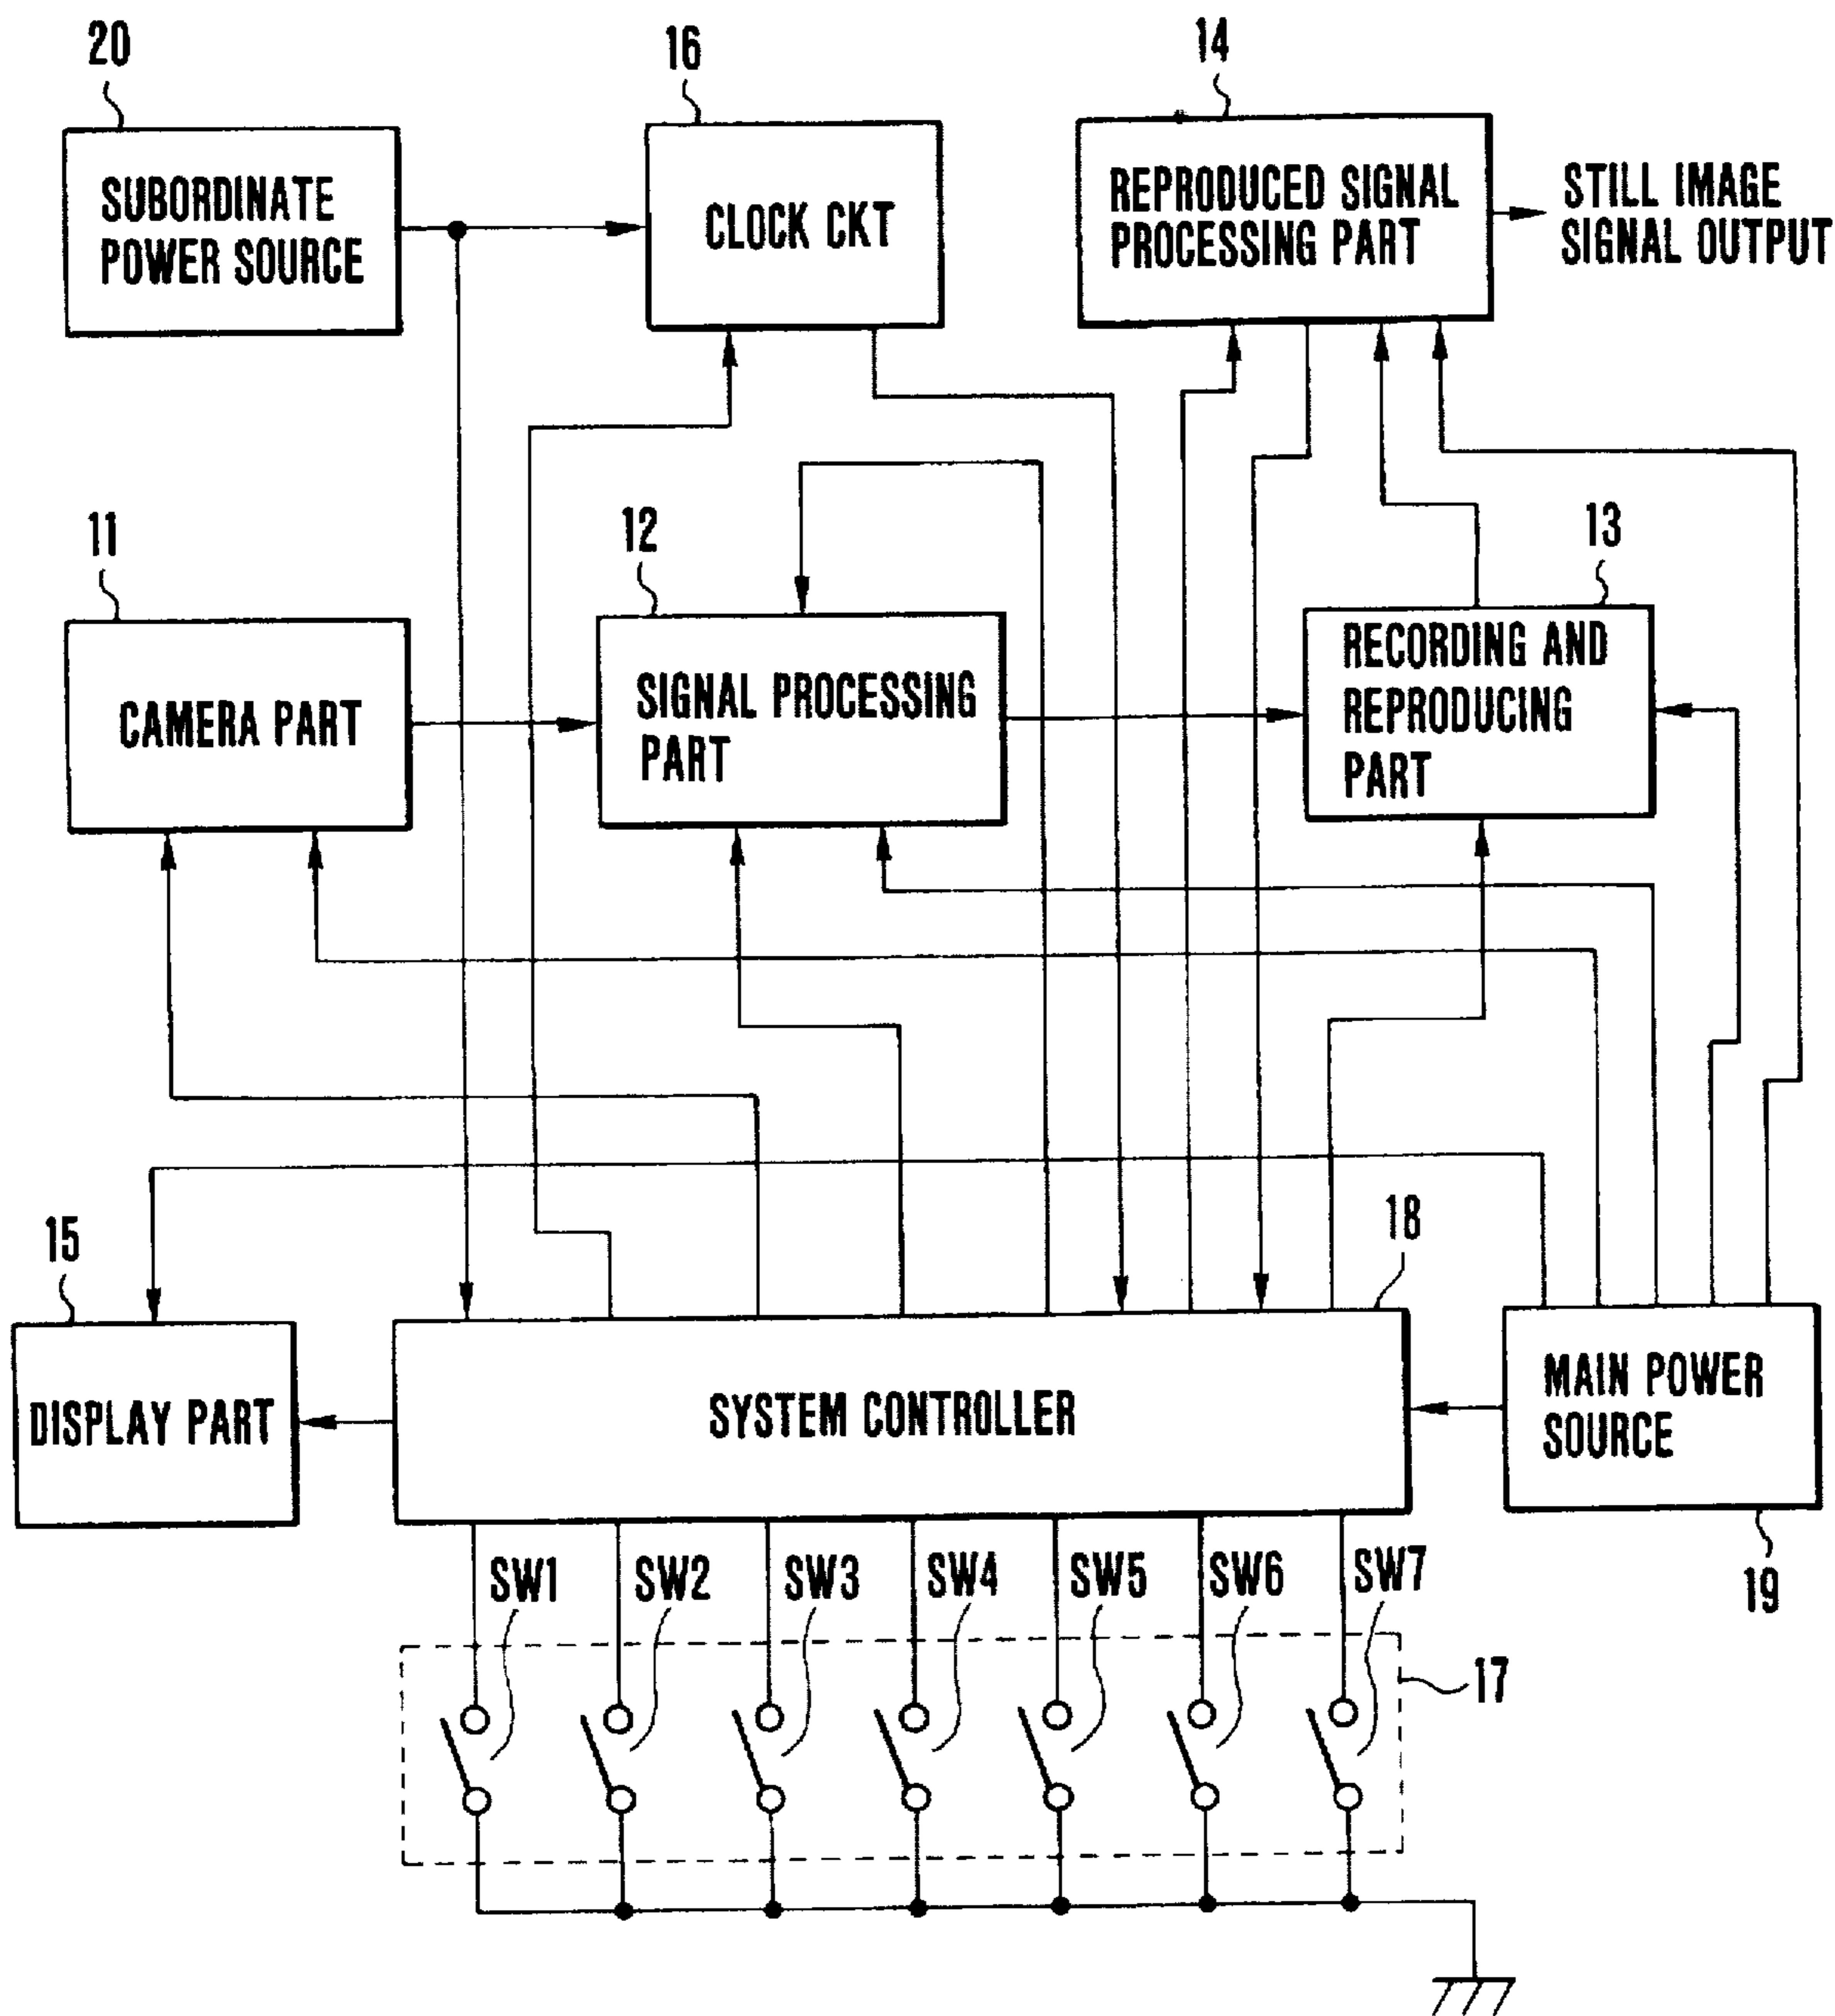 20
16
14
SUBORDINATE
POWER SOURCE
CLOCK CKT
REPRODUCED SIGNAL
PROCESSING PART
STILL IMAGE
SIGNAL OUTPUT
11
12
13
CAMERA PART
SIGNAL PROCESSING
PART
RECORDING AND
REPRODUCING
PART
15
18
DISPLAY PART
SYSTEM CONTROLLER
MAIN POWER
SOURCE
19
SW1
SW2
SW3
SW4
SW5
SW6
SW7
17